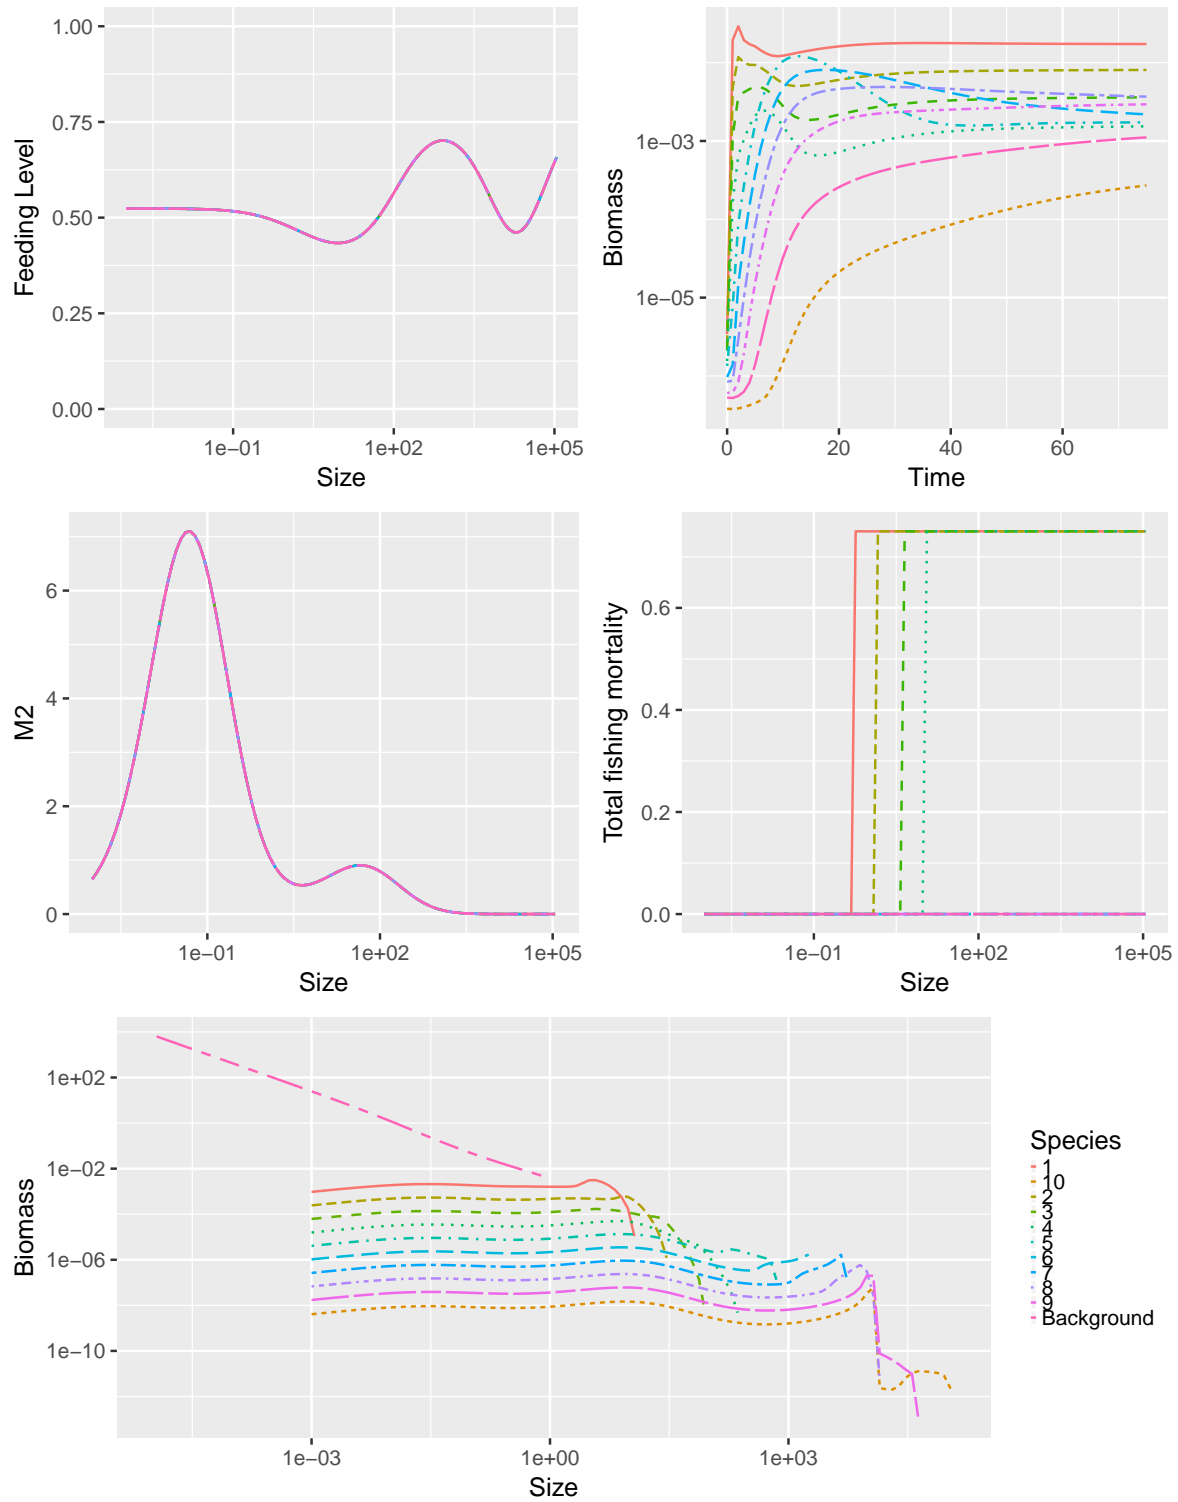 1.00
0.75
0.50
0.25
0.00
Feeding Level
1e−01 1e+02 1e+05
Size
1e−03
1e−05
Biomass
0 20 40 60
Time
6
4
2
0
M2
1e−01 1e+02 1e+05
Size
0.6
0.4
0.2
0.0
Total fishing mortality
1e−01 1e+02 1e+05
Size
1e+02
1e−02
1e−06
1e−10
Biomass
1e−03 1e+00 1e+03
Size
Species
1
10
2
3
4
5
6
7
8
9
Background